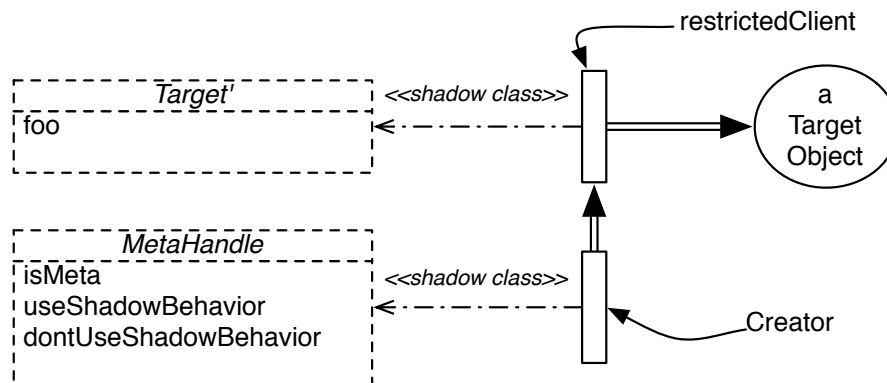 restrictedClient
Target'
<<shadow class>>
foo
a
Target
Object
MetaHandle
<<shadow class>>
isMeta
useShadowBehavior
dontUseShadowBehavior
Creator